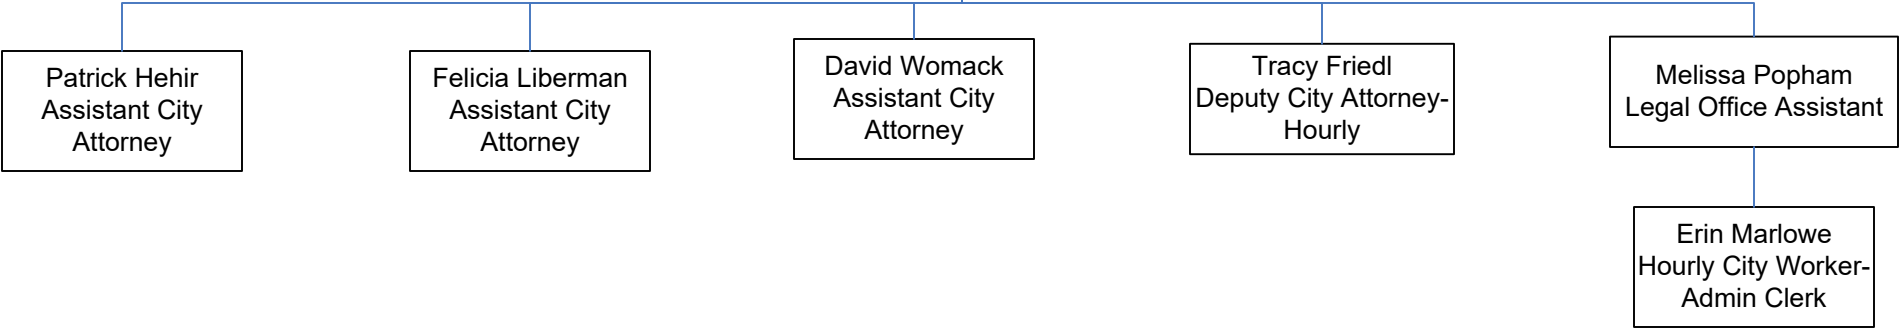 Patrick Hehir
Assistant City
Attorney
Felicia Liberman
Assistant City
Attorney
David Womack
Assistant City
Attorney
Tracy Friedl
Deputy City Attorney-
Hourly
Melissa Popham
Legal Office Assistant
Erin Marlowe
Hourly City Worker-
Admin Clerk